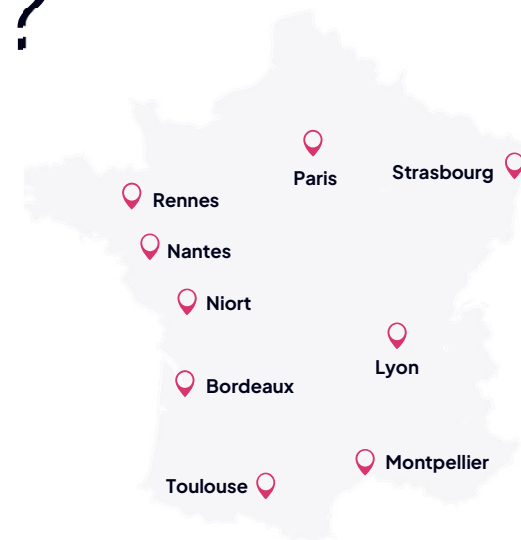 ?
Paris
Strasbourg
Rennes
Nantes
Niort
Lyon
Bordeaux
Montpellier
Toulouse